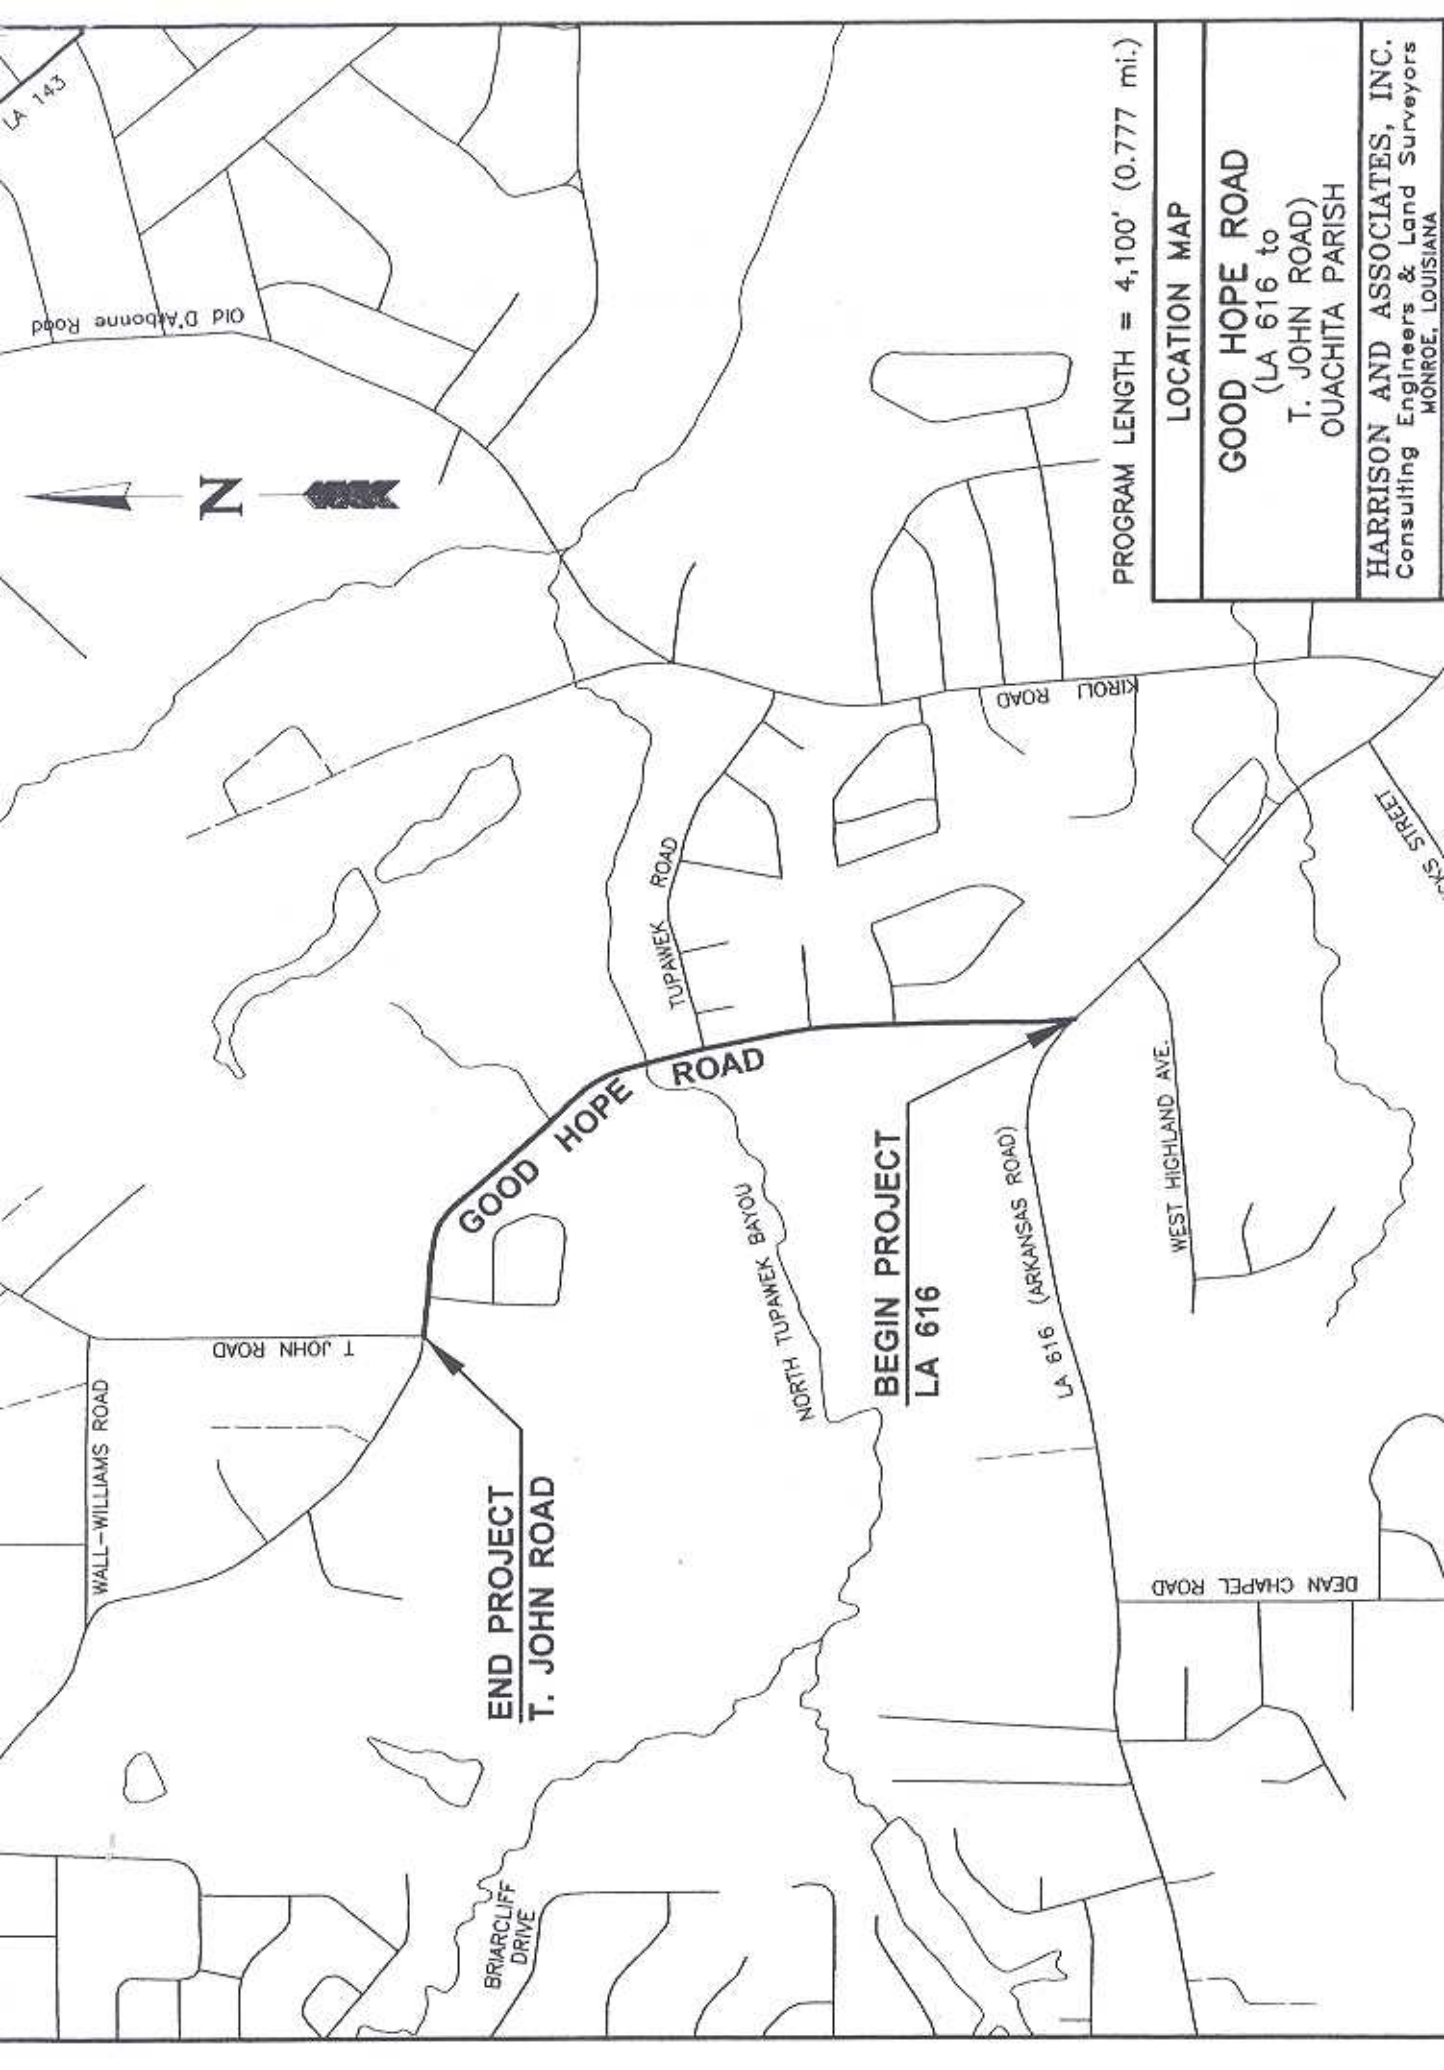 LA 143
Old D'Arbonne Road
N
WALL-WILLIAMS ROAD
T JOHN ROAD
END PROJECT
T. JOHN ROAD
GOOD HOPE ROAD
TUPAWEK ROAD
KIROLI ROAD
NORTH TUPAWEK BAYOU
BRIARCLIFF
DRIVE
BEGIN PROJECT
LA 616
LA 616 (ARKANSAS ROAD)
WEST HIGHLAND AVE.
DEAN CHAPEL ROAD
STREET
PROGRAM LENGTH = 4,100' (0.777 mi.)
LOCATION MAP
GOOD HOPE ROAD
(LA 616 to
T. JOHN ROAD)
OUACHITA PARISH
HARRISON AND ASSOCIATES, INC.
Consulting Engineers & Land Surveyors
MONROE, LOUISIANA